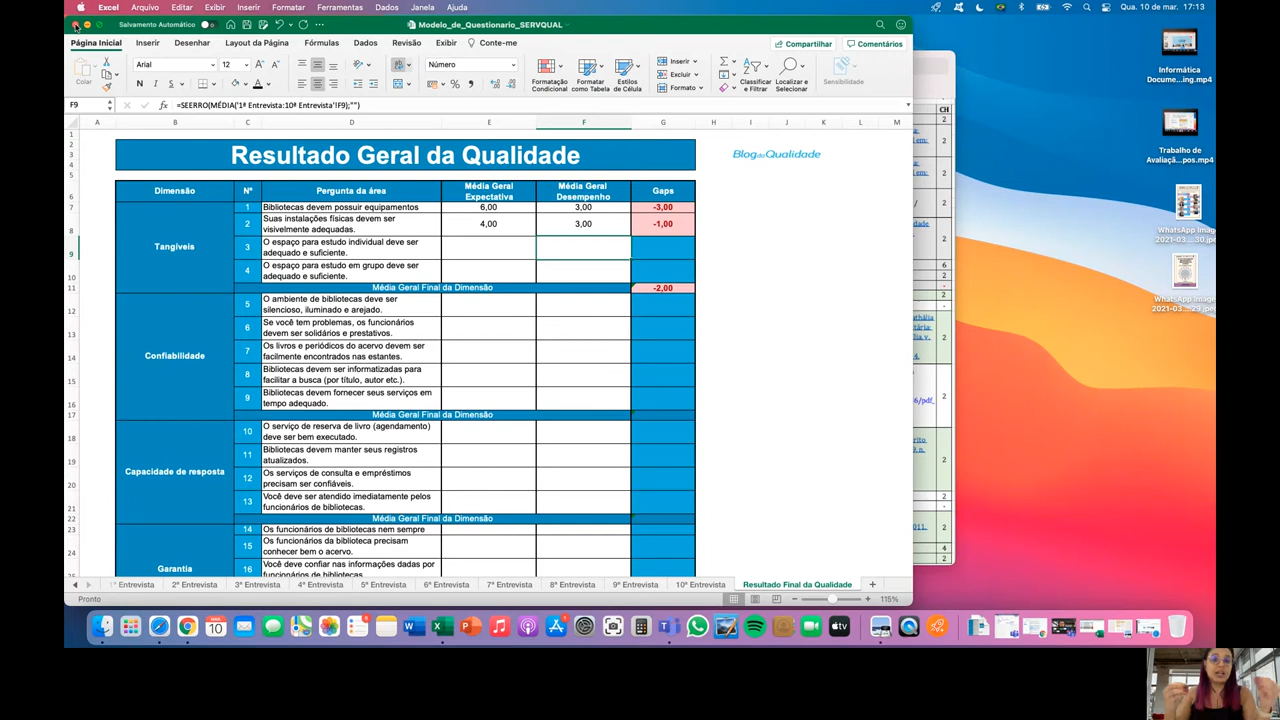 Excel Arquivo Editar Exibir Inserir Formatar Ferramentas Dados Janela Ajuda Qua. 10 de mar. 17:13
Salvamento Automático
Modelo_de_Questionario_SERVQUAL
Página Inicial Inserir Desenhar Layout da Página Fórmulas Dados Revisão Exibir Conte-me Compartilhar Comentários
Colar Arial 12 Número Formatação Condicional Formatar como Tabela Estilos de Célula Inserir Excluir Formato Classificar e Filtrar Localizar e Selecionar Sensibilidade
F9 fx =SEERRO(MÉDIA('1ª Entrevista:10ª Entrevista'!F9);"")
A B C D E F G H I J K L M
Resultado Geral da Qualidade
BlogdaQualidade
Dimensão Nº Pergunta da área Média Geral Expectativa Média Geral Desempenho Gaps
Tangíveis
1 Bibliotecas devem possuir equipamentos 6,00 3,00 -3,00
2 Suas instalações físicas devem ser visivelmente adequadas. 4,00 3,00 -1,00
3 O espaço para estudo individual deve ser adequado e suficiente.
4 O espaço para estudo em grupo deve ser adequado e suficiente.
Média Geral Final da Dimensão -2,00
Confiabilidade
5 O ambiente de bibliotecas deve ser silencioso, iluminado e arejado.
6 Se você tem problemas, os funcionários devem ser solidários e prestativos.
7 Os livros e periódicos do acervo devem ser facilmente encontrados nas estantes.
8 Bibliotecas devem ser informatizadas para facilitar a busca (por título, autor etc.).
9 Bibliotecas devem fornecer seus serviços em tempo adequado.
Média Geral Final da Dimensão
Capacidade de resposta
10 O serviço de reserva de livro (agendamento) deve ser bem executado.
11 Bibliotecas devem manter seus registros atualizados.
12 Os serviços de consulta e empréstimos precisam ser confiáveis.
13 Você deve ser atendido imediatamente pelos funcionários de bibliotecas.
Média Geral Final da Dimensão
Garantia
14 Os funcionários de bibliotecas nem sempre
15 Os funcionários da biblioteca precisam conhecer bem o acervo.
16 Você deve confiar nas informações dadas por funcionários de bibliotecas.
1ª Entrevista 2ª Entrevista 3ª Entrevista 4ª Entrevista 5ª Entrevista 6ª Entrevista 7ª Entrevista 8ª Entrevista 9ª Entrevista 10ª Entrevista Resultado Final da Qualidade
Pronto 115%
CH
Informática
Docume...ing.mp4
Trabalho de
Avaliaçã...pos.mp4
WhatsApp Image
2021-03...30.jpe
WhatsApp Image
2021-03...29.jpe
MAR
10
tv